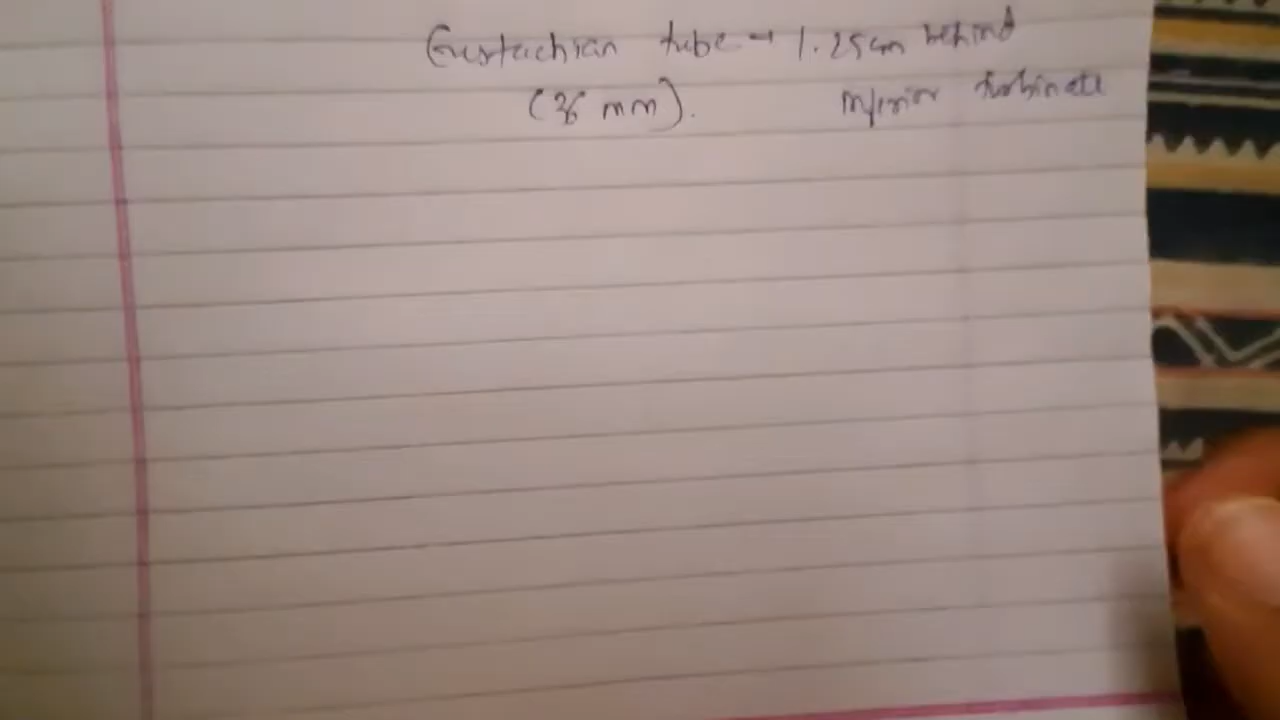 Eustachian tube → 1.25cm behind
(36 mm). inferior turbinate